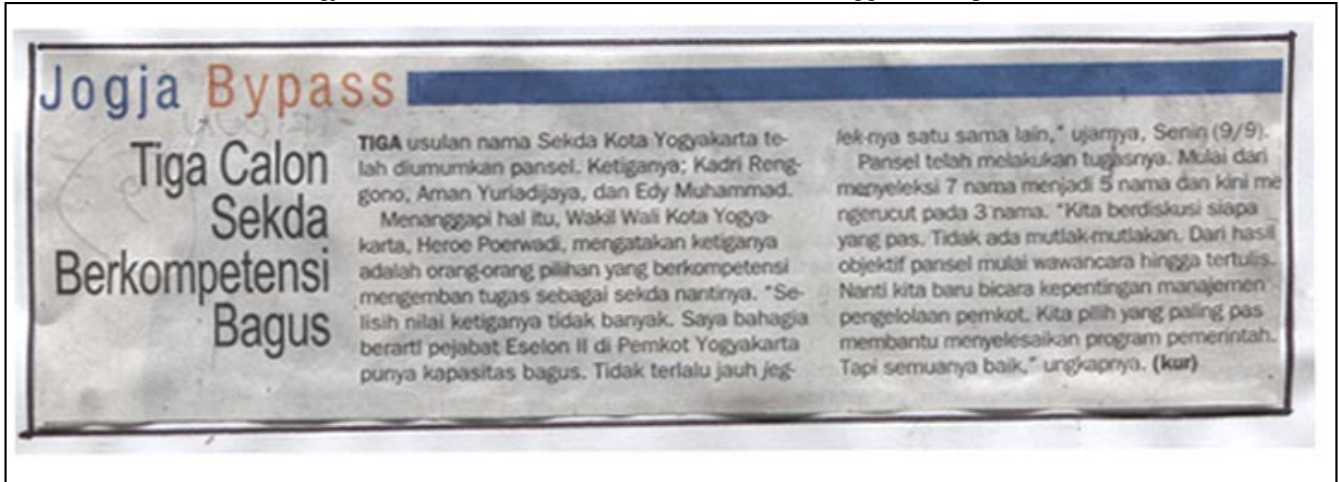 Jogja Bypass
Tiga Calon
Sekda
Berkompetensi
Bagus
TIGA usulan nama Sekda Kota Yogyakarta te-
lah diumumkan pansel. Ketiganya; Kadri Reng-
gono, Aman Yuriadijaya, dan Edy Muhammad.
Menanggapi hal itu, Wakil Wali Kota Yogya-
karta, Heroe Poerwadi, mengatakan ketiganya
adalah orang-orang pilihan yang berkompetensi
mengemban tugas sebagai sekda nantinya. "Se-
lisih nilai ketiganya tidak banyak. Saya bahagia
berarti pejabat Eselon II di Pemkot Yogyakarta
punya kapasitas bagus. Tidak terlalu jauh jeg-
lek-nya satu sama lain," ujarnya, Senin (9/9).
Pansel telah melakukan tugasnya. Mulai dari
menyeleksi 7 nama menjadi 5 nama dan kini me
ngerucut pada 3 nama. "Kita berdiskusi siapa
yang pas. Tidak ada mutlak-mutlakan. Dari hasil
objektif pansel mulai wawancara hingga tertulis.
Nanti kita baru bicara kepentingan manajemen
pengelolaan pemkot. Kita pilih yang paling pas
membantu menyelesaikan program pemerintah.
Tapi semuanya baik," ungkapnya. (kur)